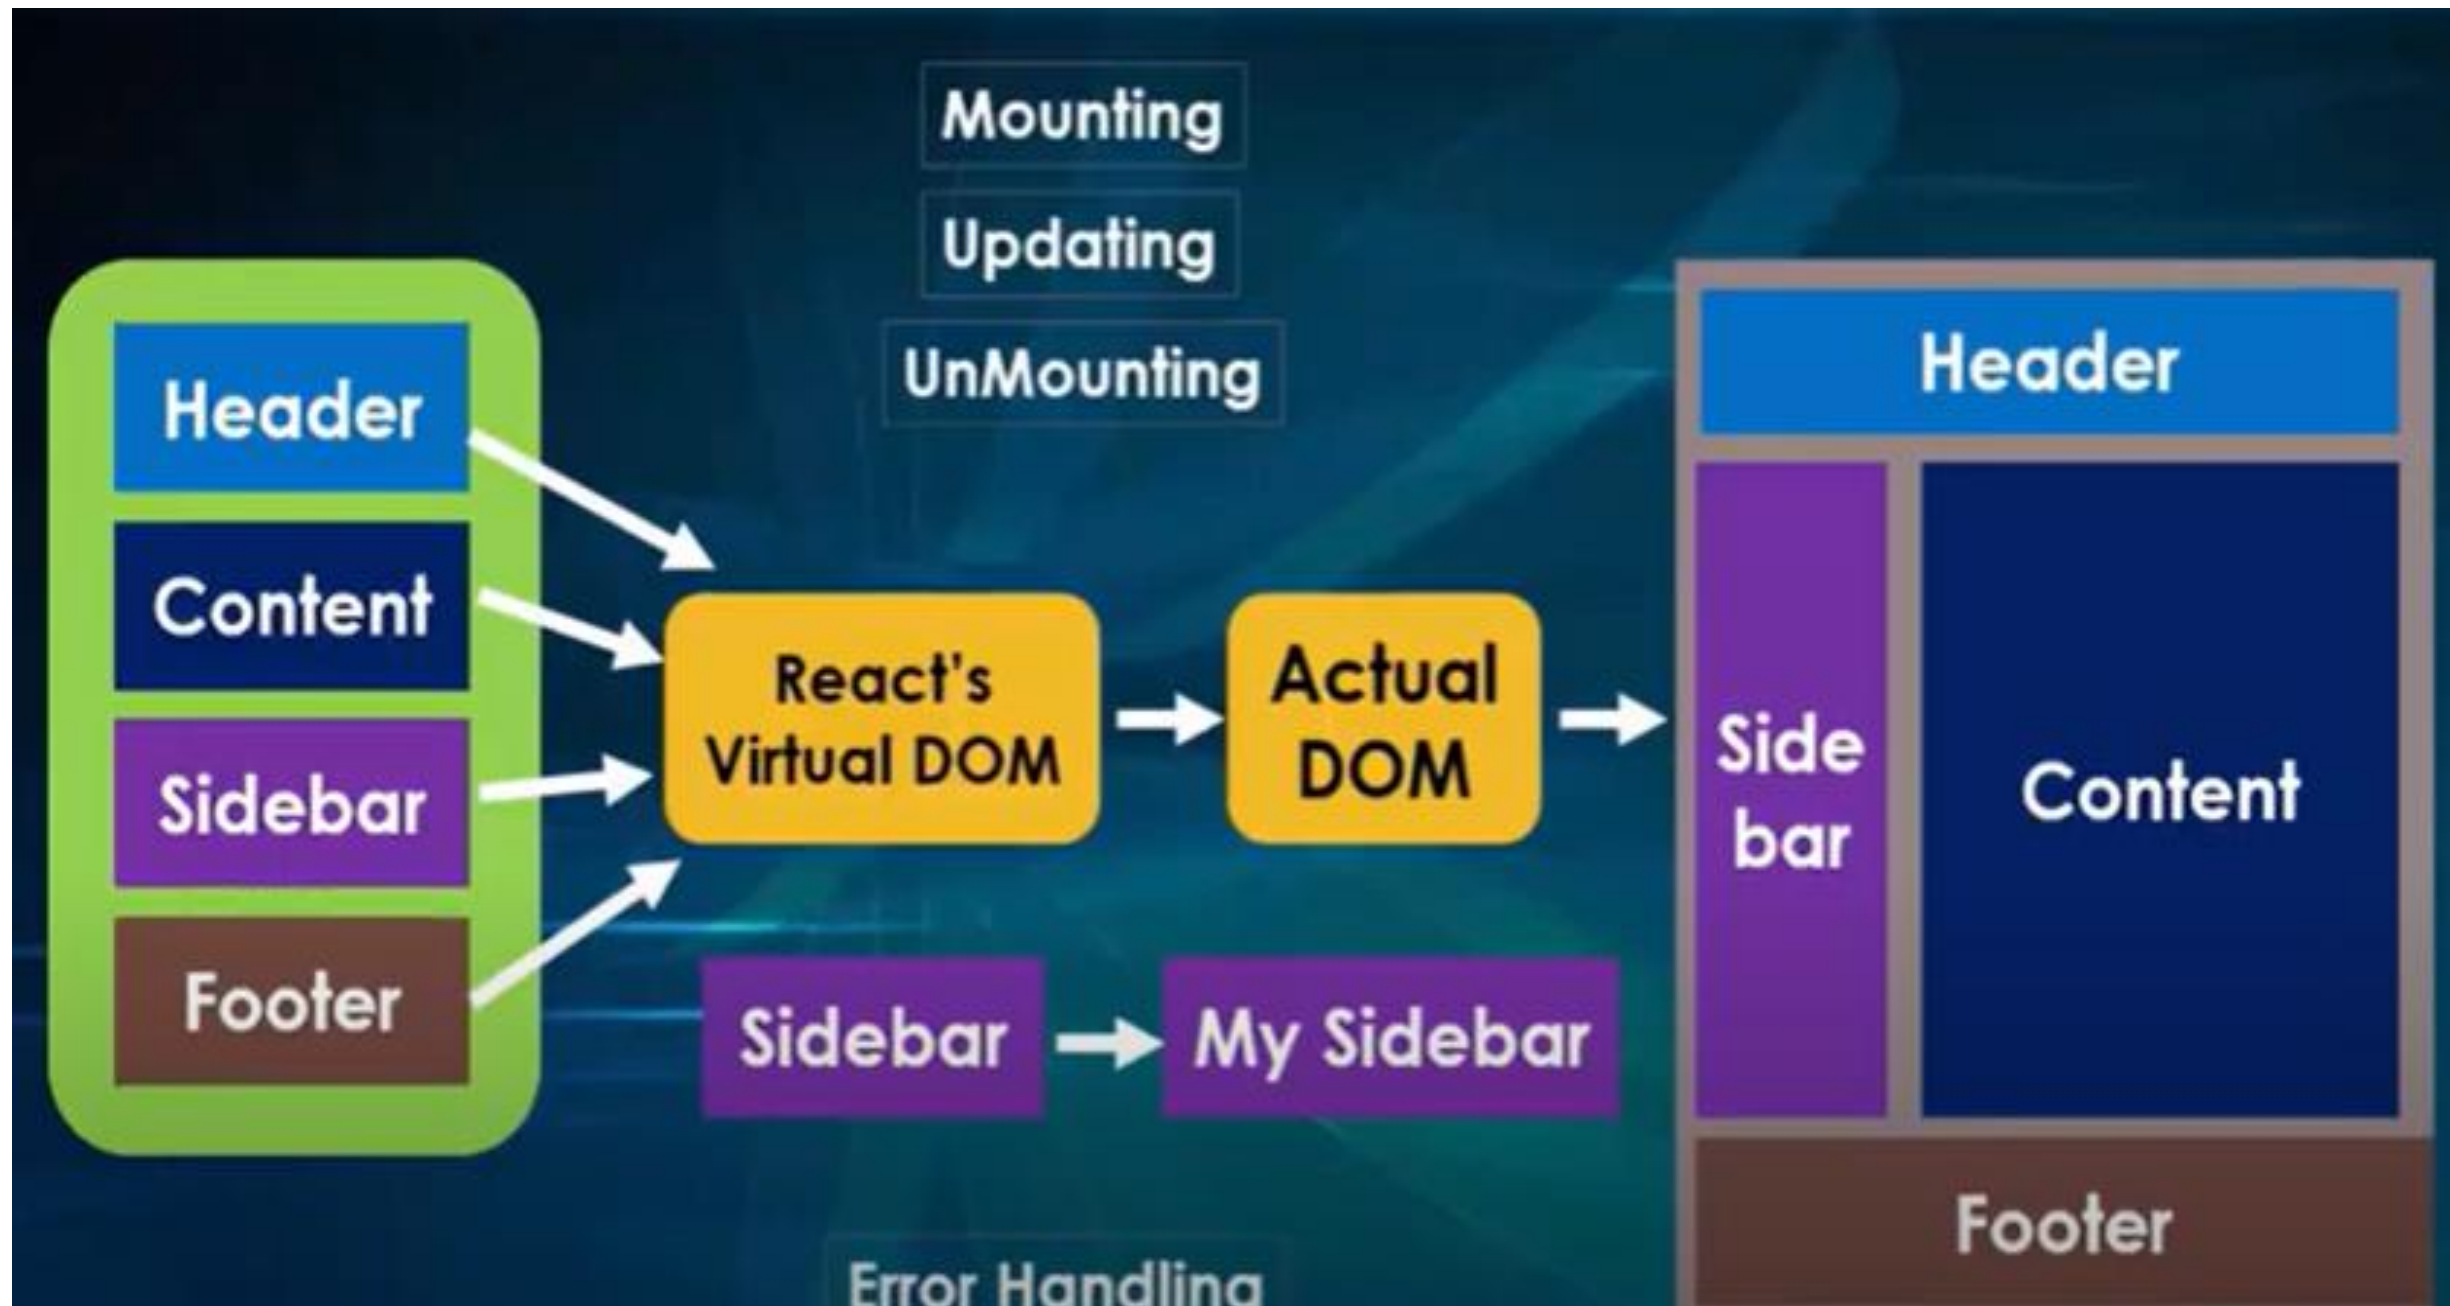 Mounting
Updating
UnMounting
Header
Content
Sidebar
Footer
React's
Virtual DOM
Actual
DOM
Sidebar
My Sidebar
Error Handling
Header
Side
bar
Content
Footer